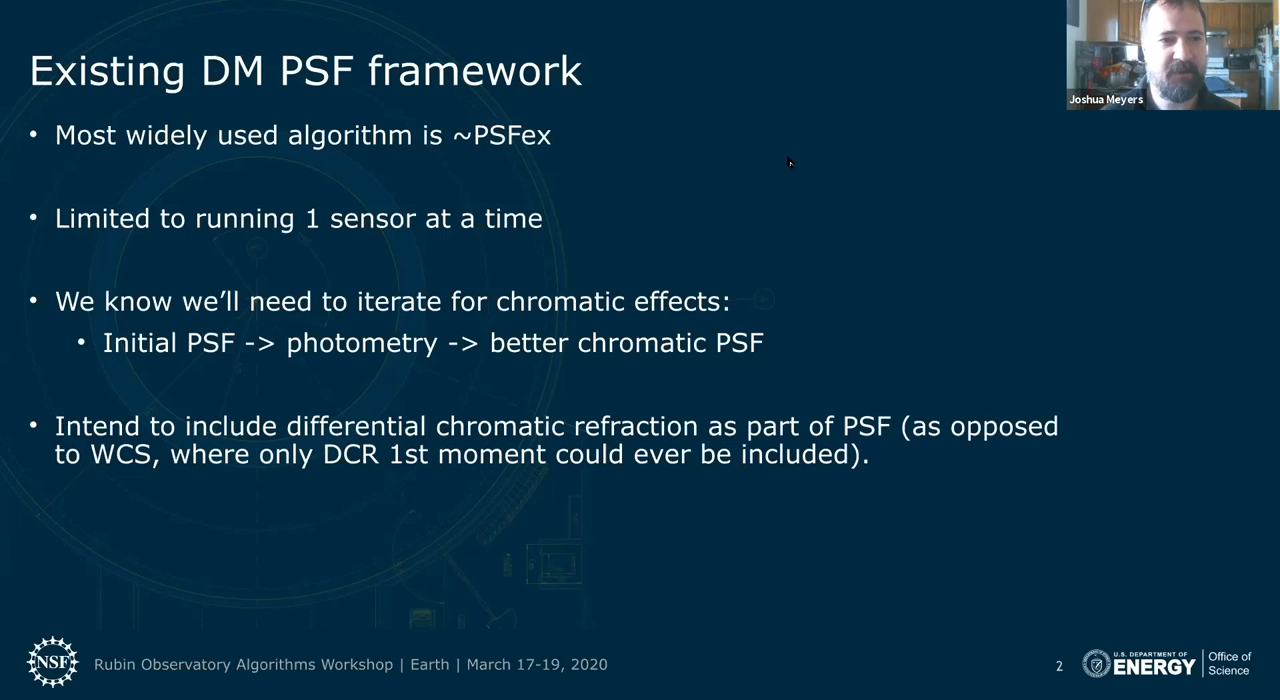 Existing DM PSF framework
Joshua Meyers
• Most widely used algorithm is ~PSFex
• Limited to running 1 sensor at a time
• We know we’ll need to iterate for chromatic effects:
• Initial PSF -> photometry -> better chromatic PSF
• Intend to include differential chromatic refraction as part of PSF (as opposed
to WCS, where only DCR 1st moment could ever be included).
NSF
Rubin Observatory Algorithms Workshop | Earth | March 17-19, 2020
2
U.S. DEPARTMENT OF
ENERGY
Office of
Science